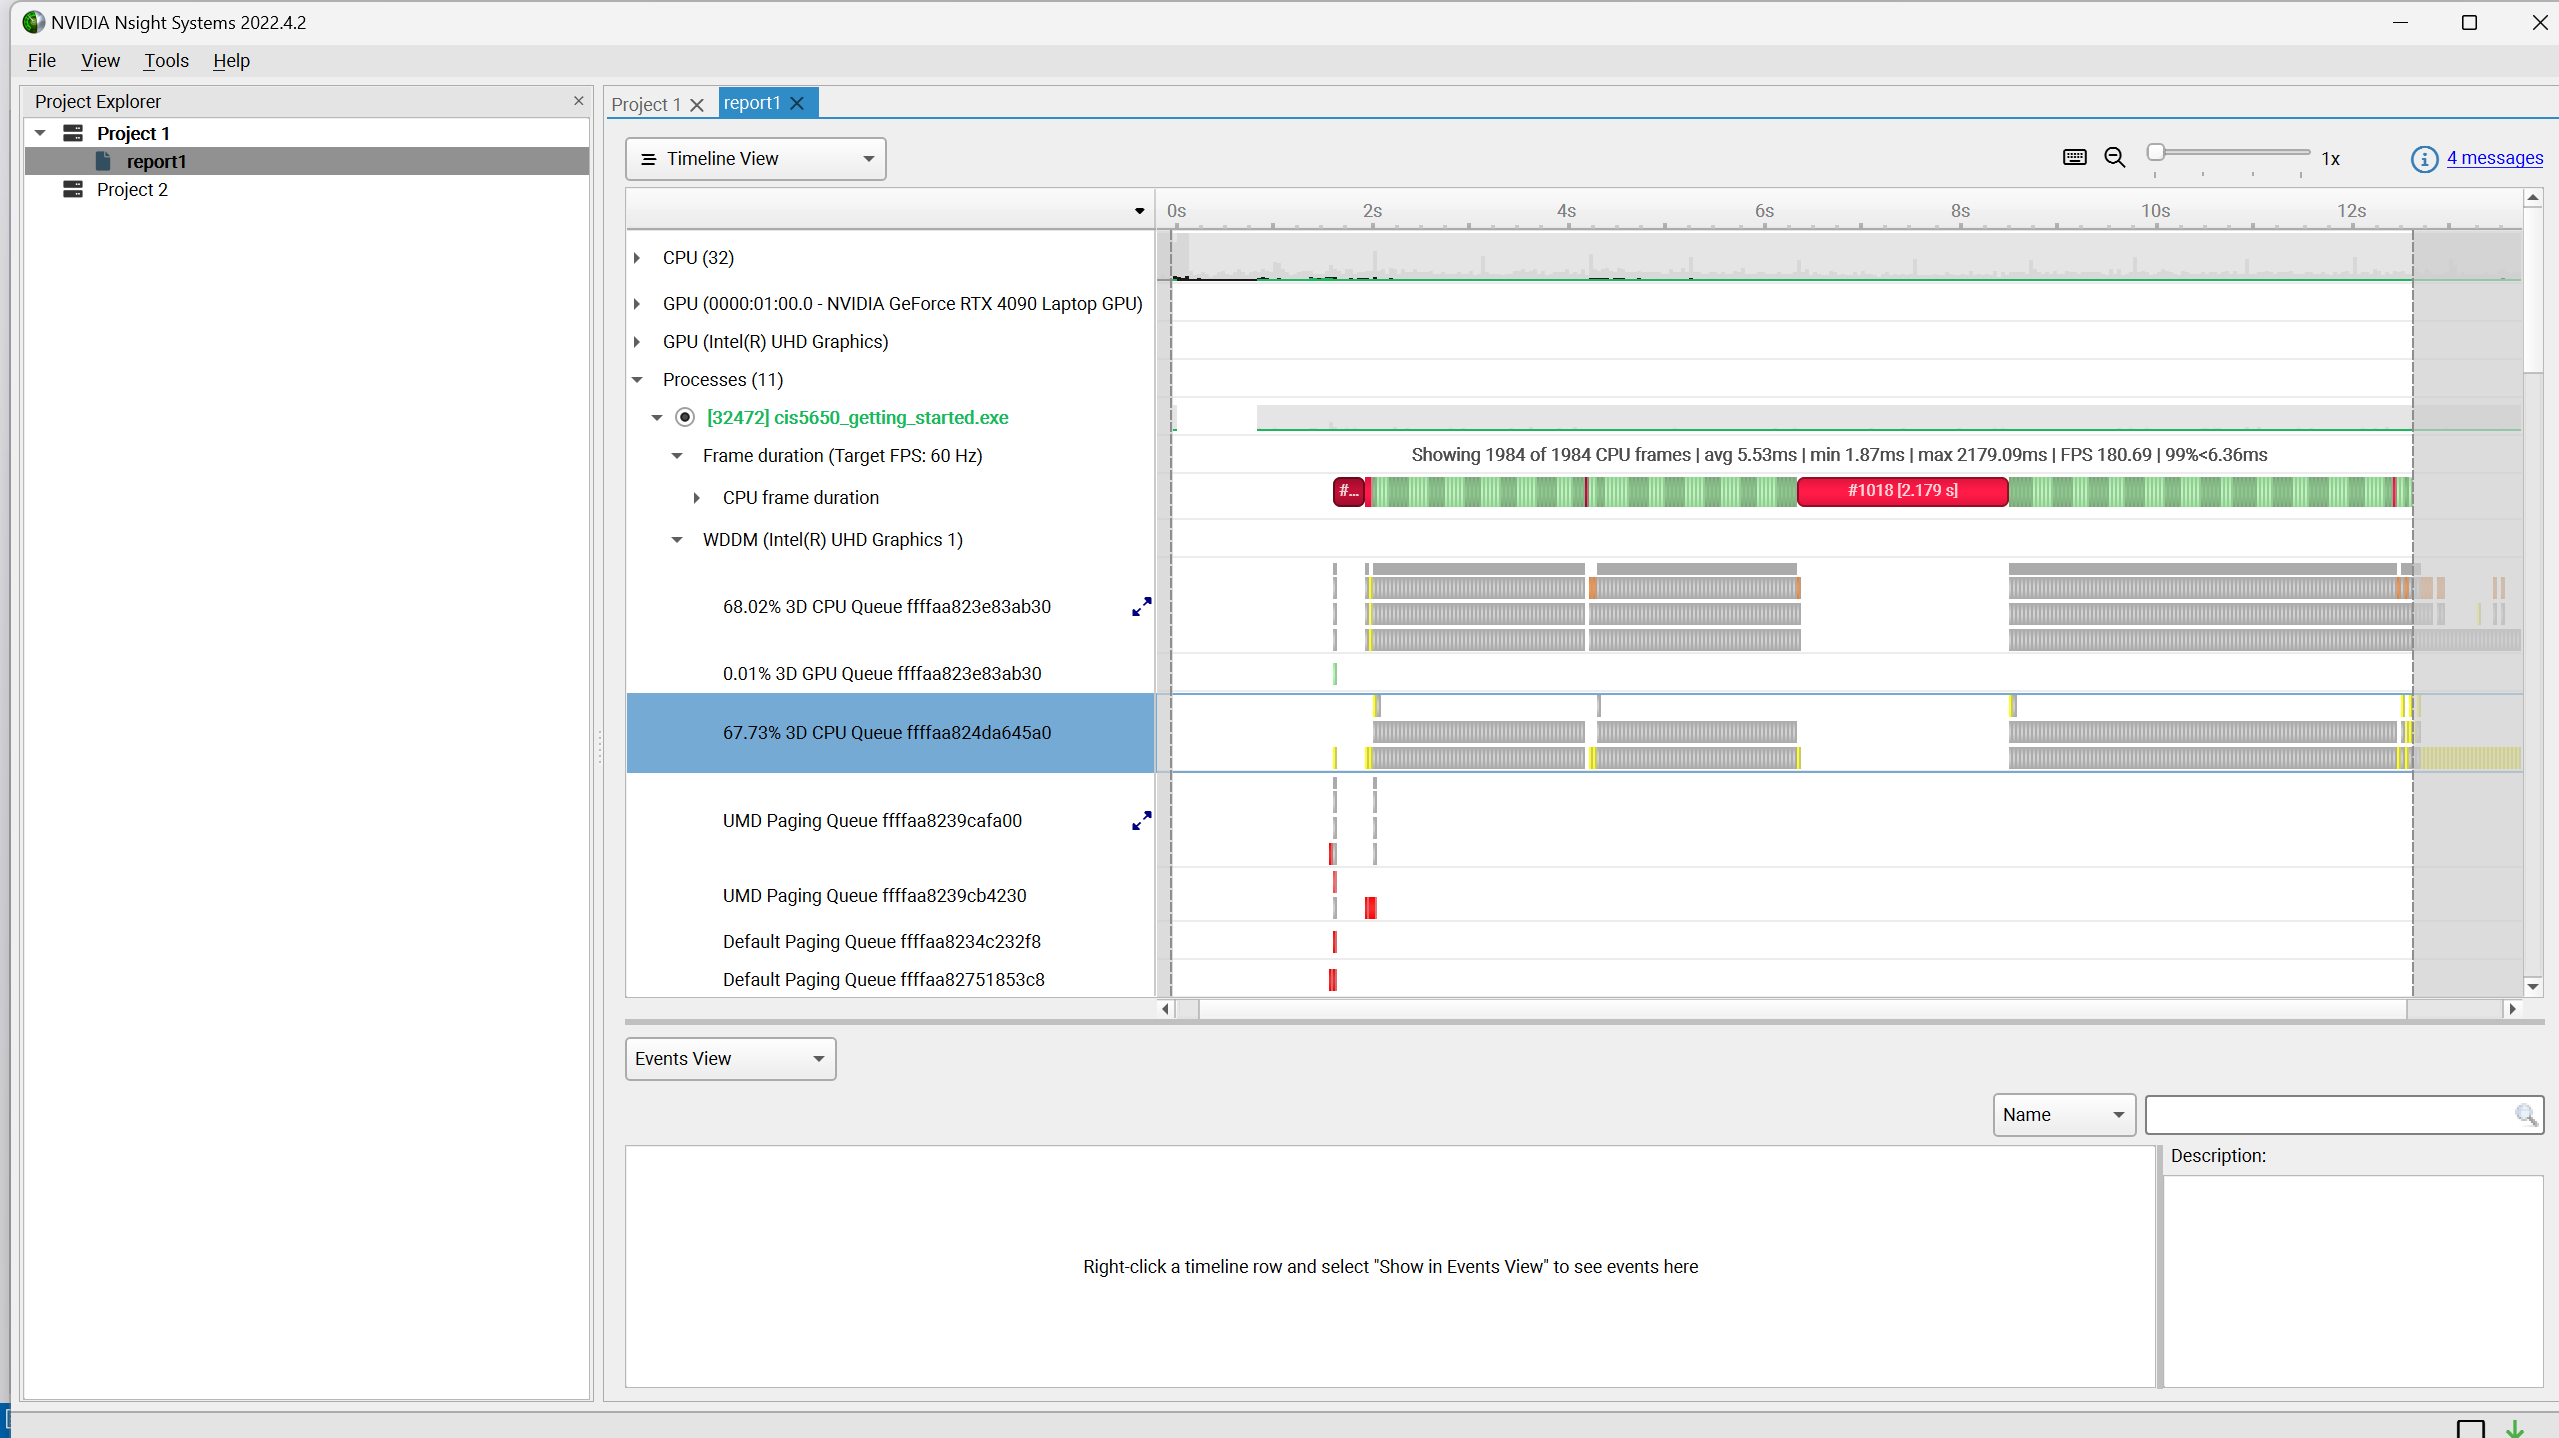 NVIDIA Nsight Systems 2022.4.2
File View Tools Help
Project Explorer
Project 1
report1
Project 2
Project 1 report1
Timeline View
1x
4 messages
0s 2s 4s 6s 8s 10s 12s
CPU (32)
GPU (0000:01:00.0 - NVIDIA GeForce RTX 4090 Laptop GPU)
GPU (Intel(R) UHD Graphics)
Processes (11)
[32472] cis5650_getting_started.exe
Frame duration (Target FPS: 60 Hz)
Showing 1984 of 1984 CPU frames | avg 5.53ms | min 1.87ms | max 2179.09ms | FPS 180.69 | 99%<6.36ms
CPU frame duration
#... #1018 [2.179 s]
WDDM (Intel(R) UHD Graphics 1)
68.02% 3D CPU Queue ffffaa823e83ab30
0.01% 3D GPU Queue ffffaa823e83ab30
67.73% 3D CPU Queue ffffaa824da645a0
UMD Paging Queue ffffaa8239cafa00
UMD Paging Queue ffffaa8239cb4230
Default Paging Queue ffffaa8234c232f8
Default Paging Queue ffffaa82751853c8
Events View
Name
Description:
Right-click a timeline row and select "Show in Events View" to see events here